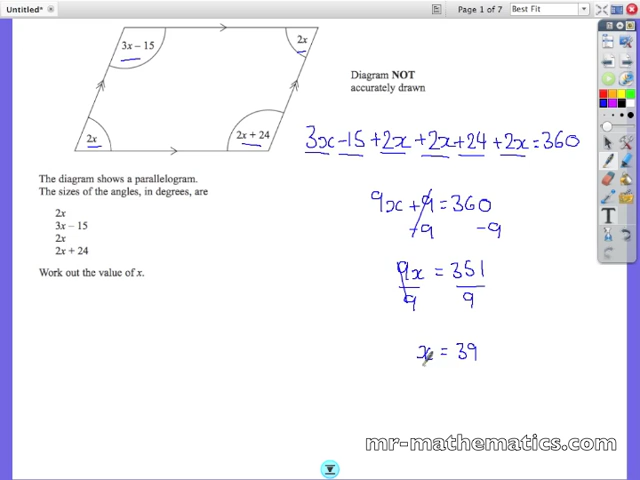 Untitled*
Page 1 of 7
Best Fit
3x – 15
2x
2x
2x + 24
Diagram NOT
accurately drawn
3x -15 +2x +2x+24 +2x=360
The diagram shows a parallelogram.
The sizes of the angles, in degrees, are
2x
3x – 15
2x
2x + 24
Work out the value of x.
9x + 9 = 360
-9 -9
9x = 351
9 9
x = 39
T
mr-mathematics.com